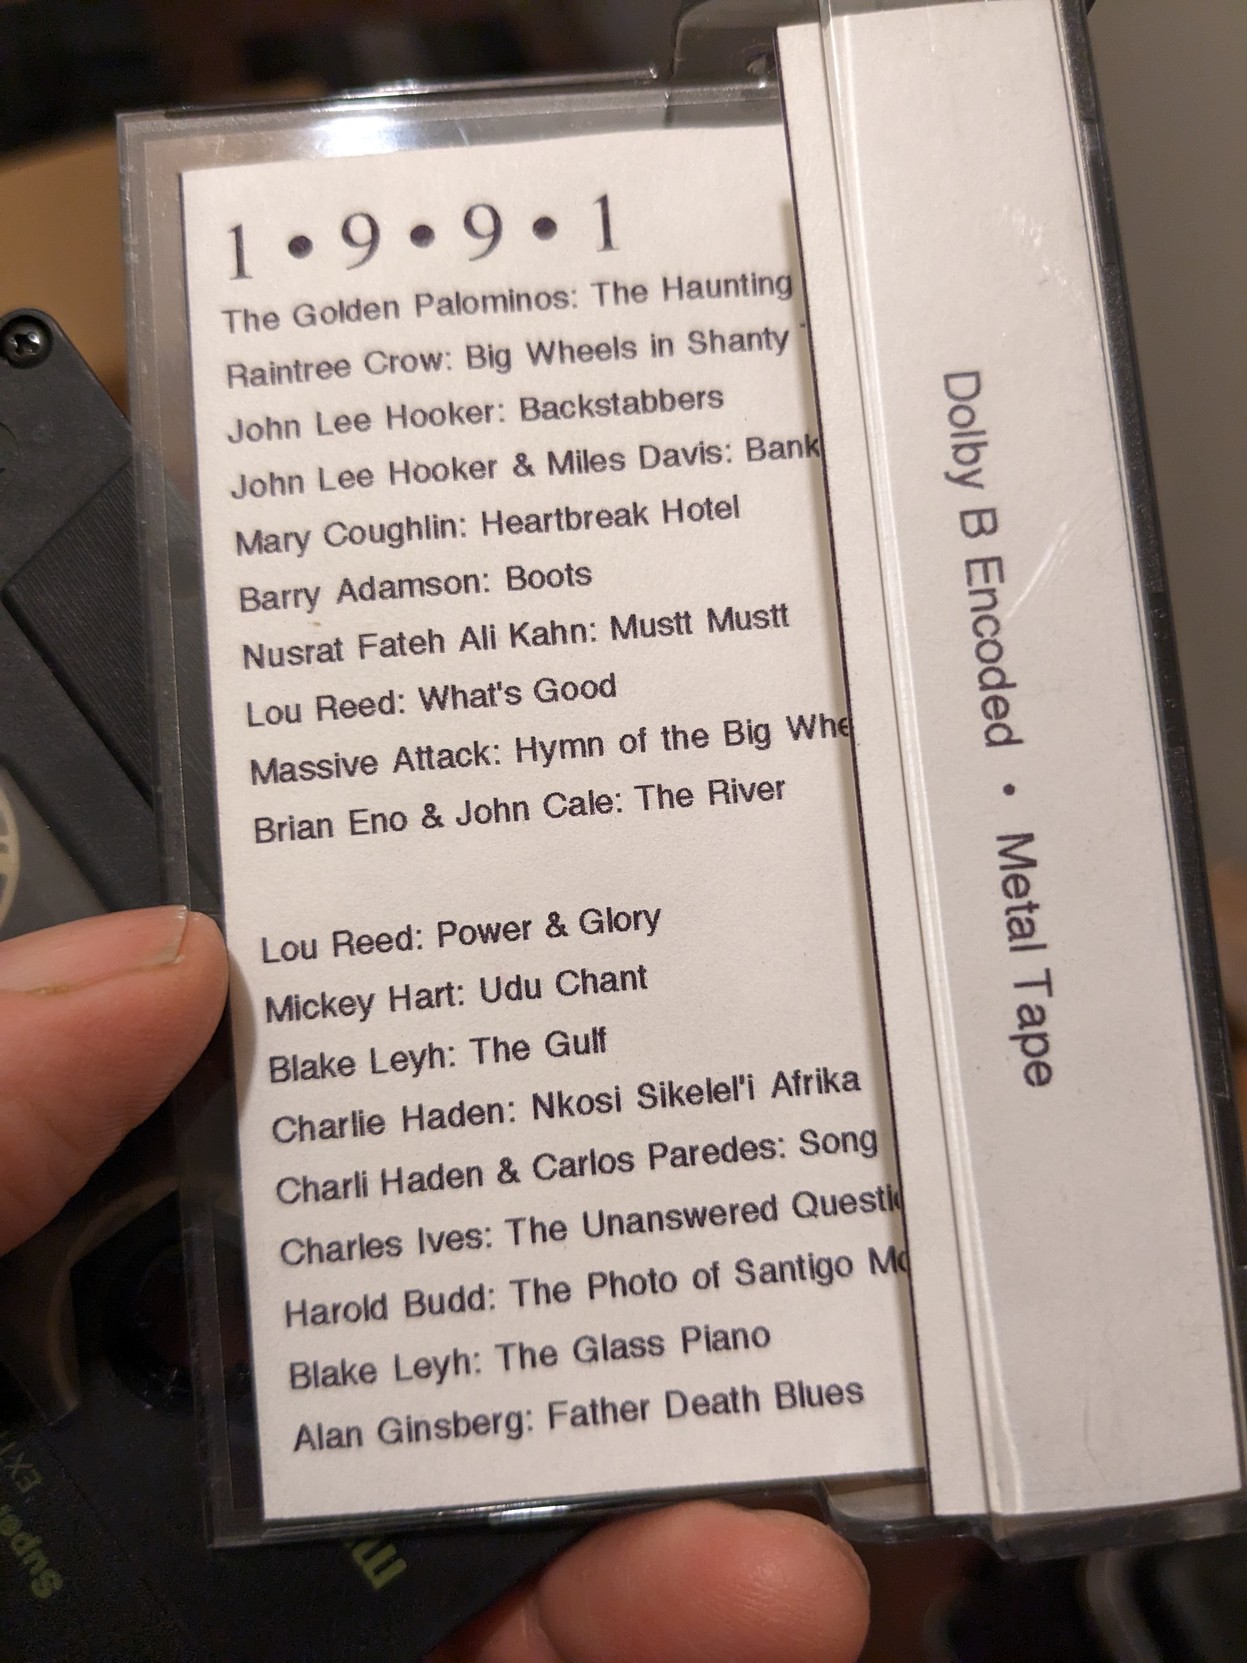 1 • 9 • 9 • 1
The Golden Palominos: The Haunting
Raintree Crow: Big Wheels in Shanty
John Lee Hooker: Backstabbers
John Lee Hooker & Miles Davis: Bank
Mary Coughlin: Heartbreak Hotel
Barry Adamson: Boots
Nusrat Fateh Ali Kahn: Mustt Mustt
Lou Reed: What's Good
Massive Attack: Hymn of the Big Whe
Brian Eno & John Cale: The River
Lou Reed: Power & Glory
Mickey Hart: Udu Chant
Blake Leyh: The Gulf
Charlie Haden: Nkosi Sikelel'i Afrika
Charli Haden & Carlos Paredes: Song
Charles Ives: The Unanswered Questi
Harold Budd: The Photo of Santigo Mc
Blake Leyh: The Glass Piano
Alan Ginsberg: Father Death Blues
Dolby B Encoded • Metal Tape
Super